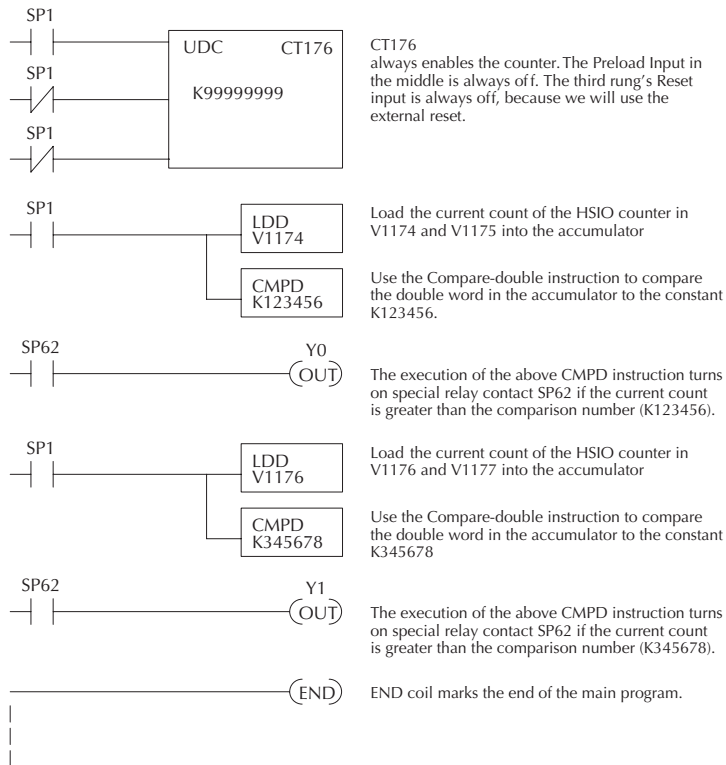 SP1
UDC CT176
CT176
always enables the counter. The Preload Input in
SP1
the middle is always off. The third rung's Reset
K99999999
input is always off, because we will use the
external reset.
SP1
SP1
LDD
V1174
Load the current count of the HSIO counter in
V1174 and V1175 into the accumulator
CMPD
K123456
Use the Compare-double instruction to compare
the double word in the accumulator to the constant
K123456.
SP62
Y0
OUT
The execution of the above CMPD instruction turns
on special relay contact SP62 if the current count
is greater than the comparison number (K123456).
SP1
LDD
V1176
Load the current count of the HSIO counter in
V1176 and V1177 into the accumulator
CMPD
K345678
Use the Compare-double instruction to compare
the double word in the accumulator to the constant
K345678
SP62
Y1
OUT
The execution of the above CMPD instruction turns
on special relay contact SP62 if the current count
is greater than the comparison number (K345678).
END
END coil marks the end of the main program.